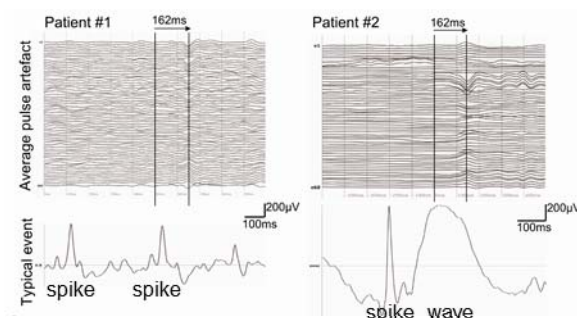 Patient #1
162ms
Patient #2
162ms
Average pulse artefact
200µV
100ms
200µV
100ms
Typical event
spike
spike
spike wave